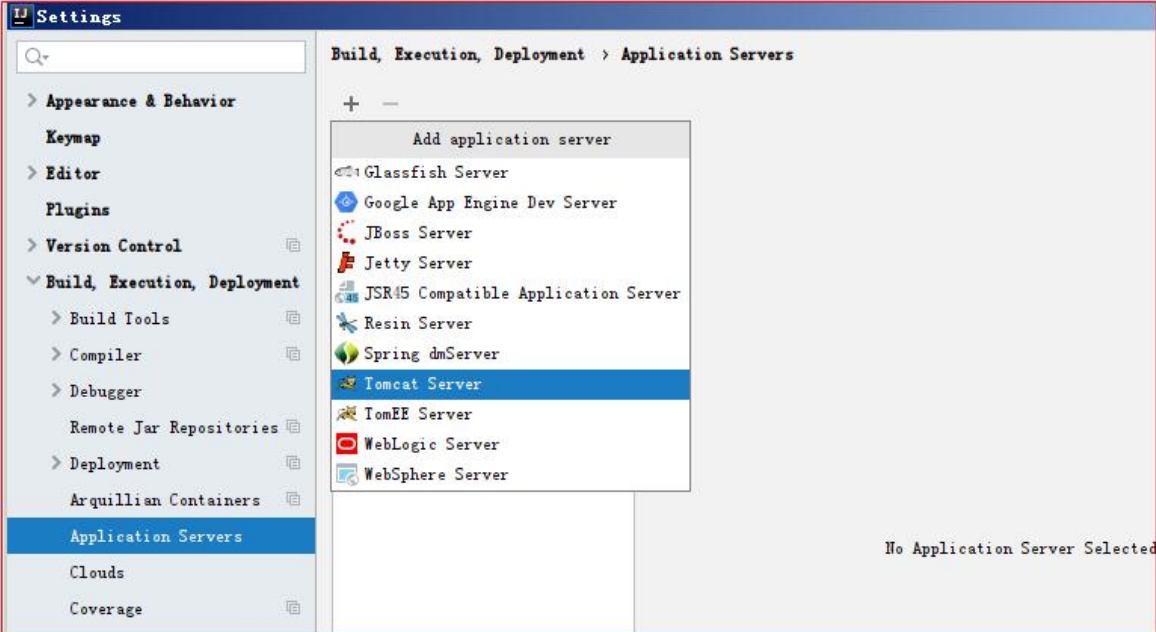 Settings
Build, Execution, Deployment > Application Servers
Appearance & Behavior
Keymap
Editor
Plugins
Version Control
Build, Execution, Deployment
Build Tools
Compiler
Debugger
Remote Jar Repositories
Deployment
Arquillian Containers
Application Servers
Clouds
Coverage
Add application server
Glassfish Server
Google App Engine Dev Server
JBoss Server
Jetty Server
JSR45 Compatible Application Server
Resin Server
Spring dmServer
Tomcat Server
TomEE Server
WebLogic Server
WebSphere Server
No Application Server Selected